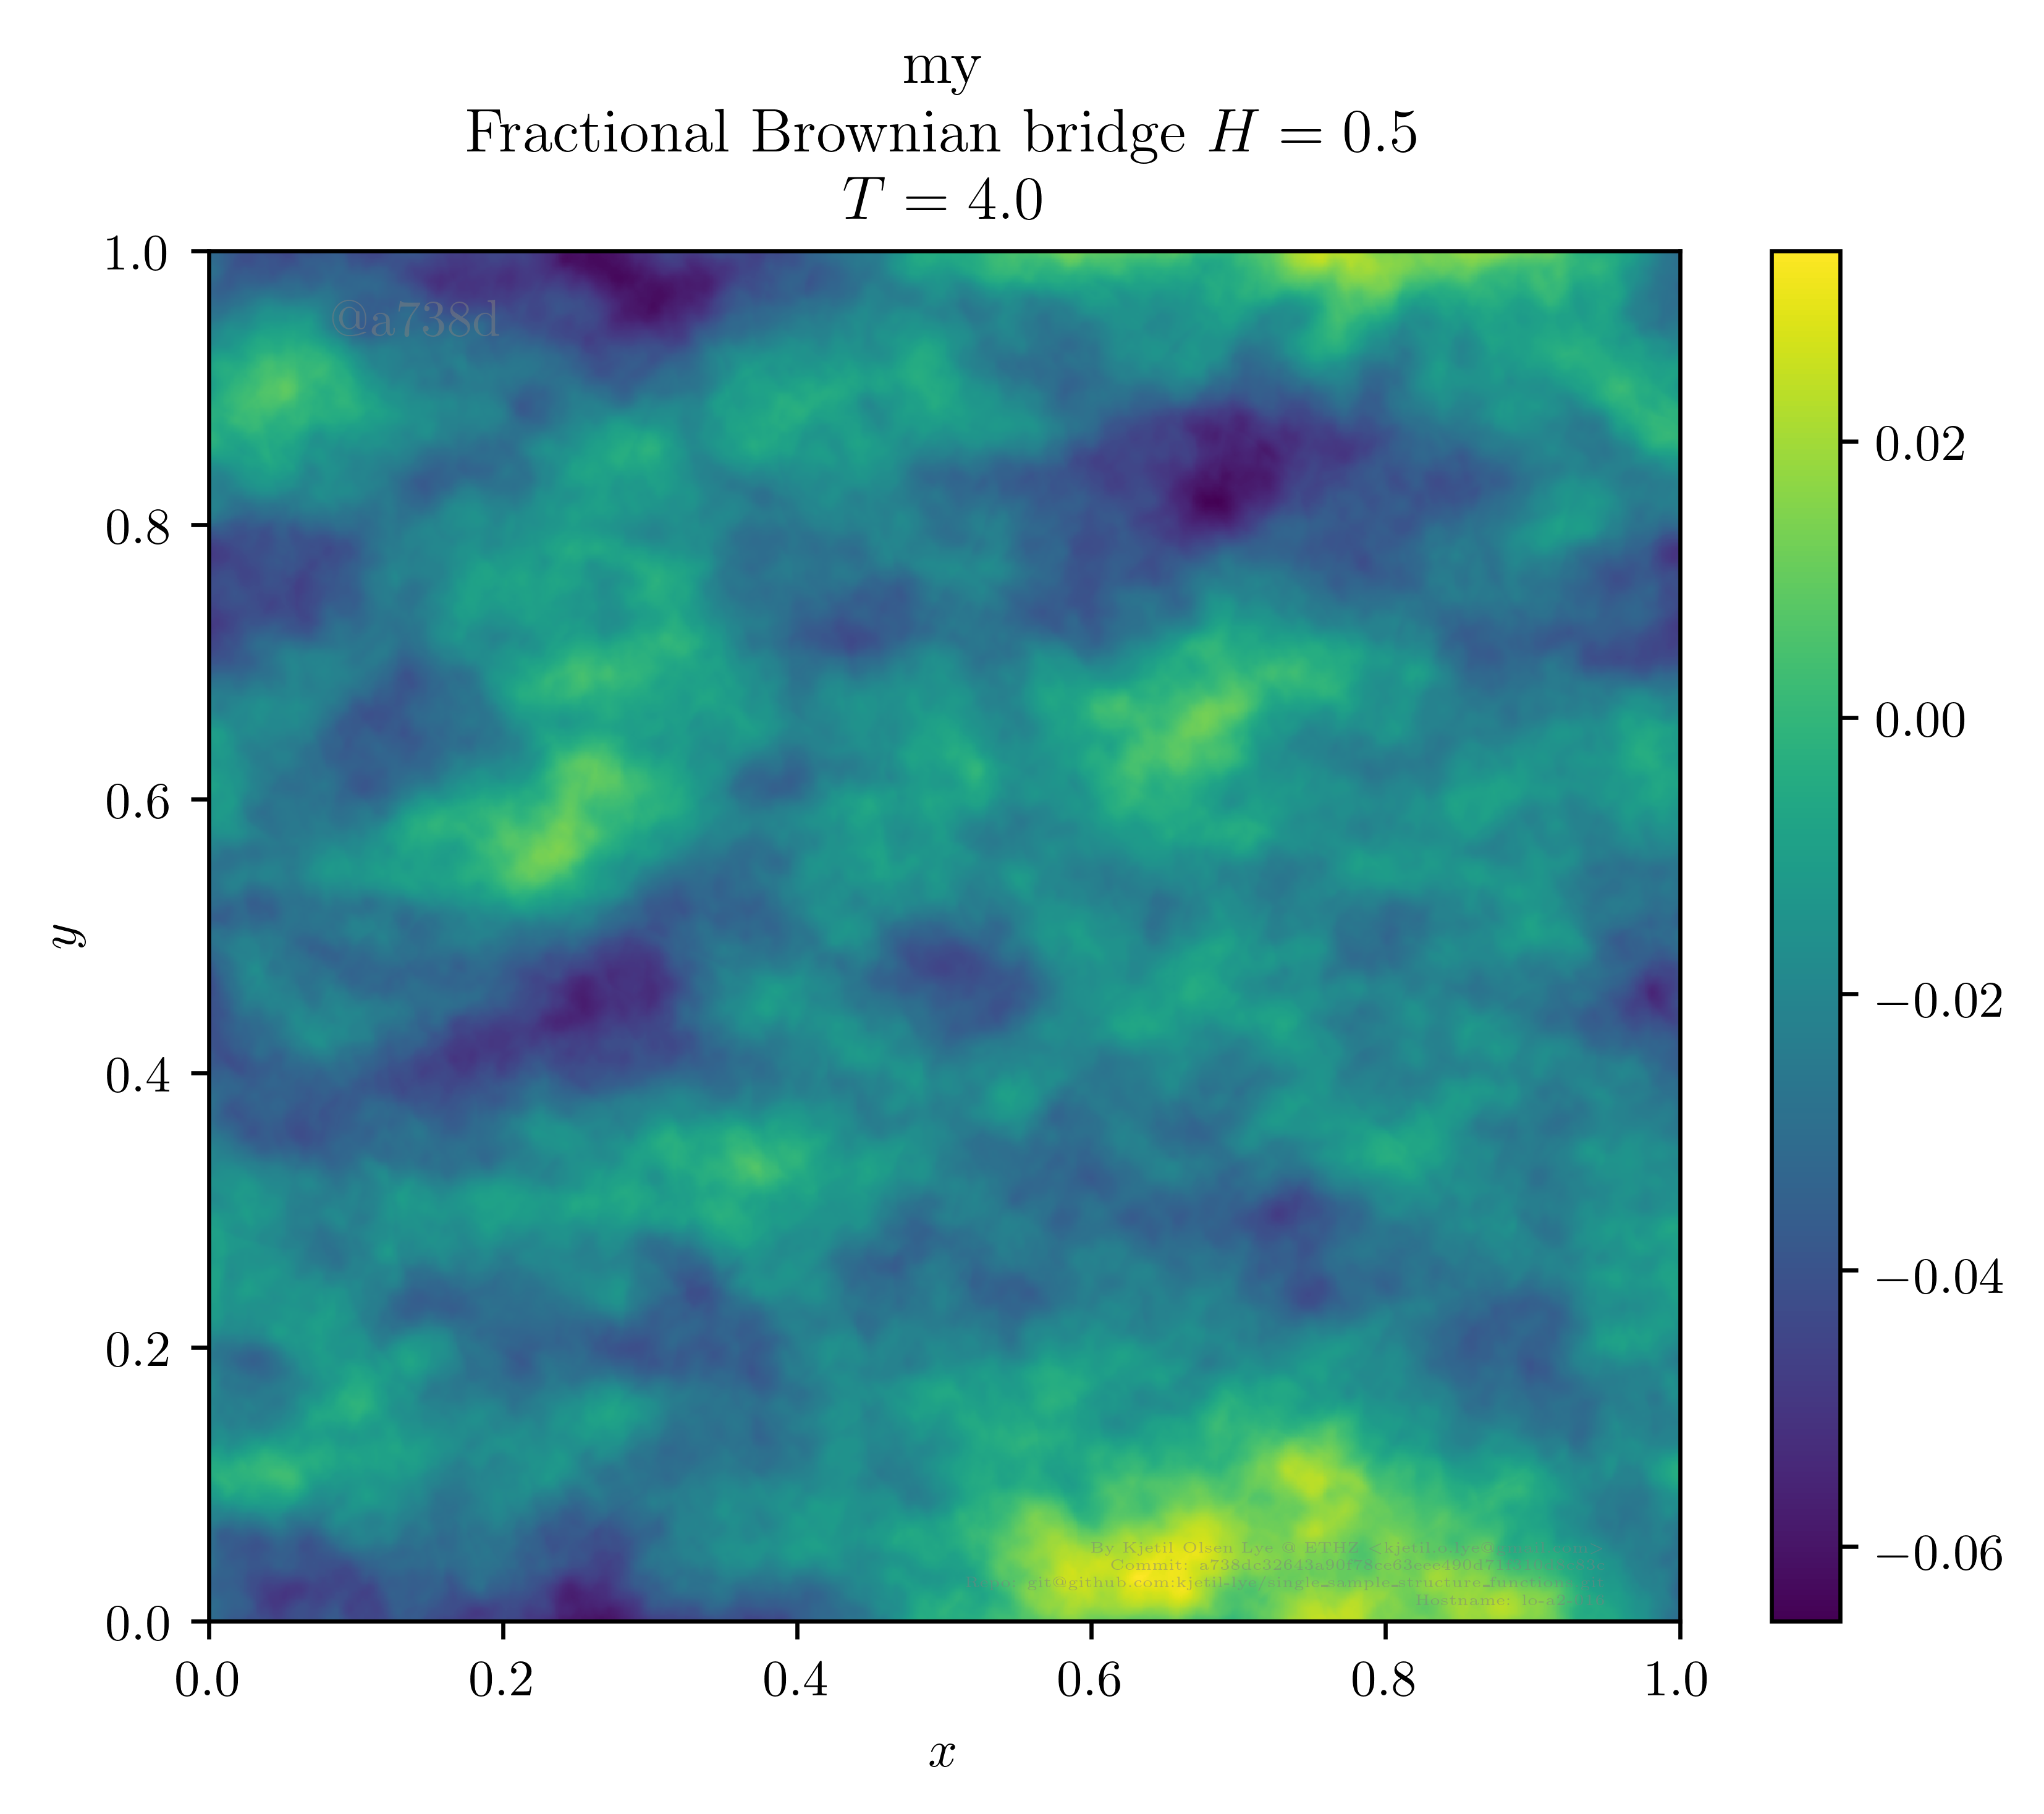 my
Fractional Brownian bridge H = 0.5
T = 4.0
1.0
0.8
0.6
0.4
0.2
0.0
y
@a738d
By Kjetil Olsen Lye @ ETHZ
Commit:
git@github.com:kjetil-lye/single_sample_structure_functions
Hostname:
0.0 0.2 0.4 0.6 0.8 1.0
x
0.02
0.00
−0.02
−0.04
−0.06